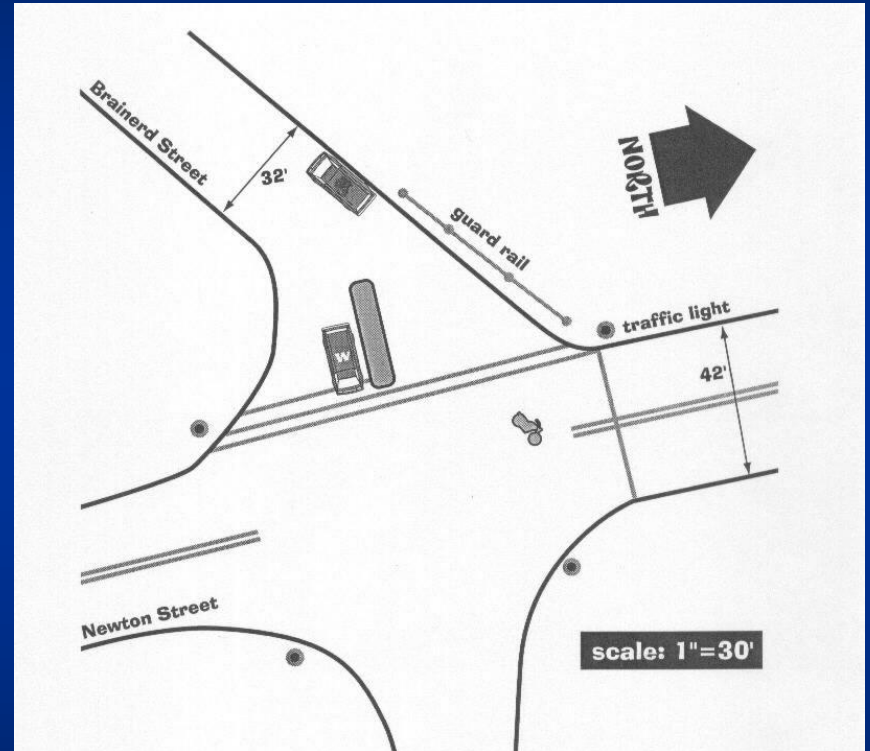 Brainerd Street
32'
NORTH
guard rail
traffic light
42'
W
Newton Street
scale: 1"=30'